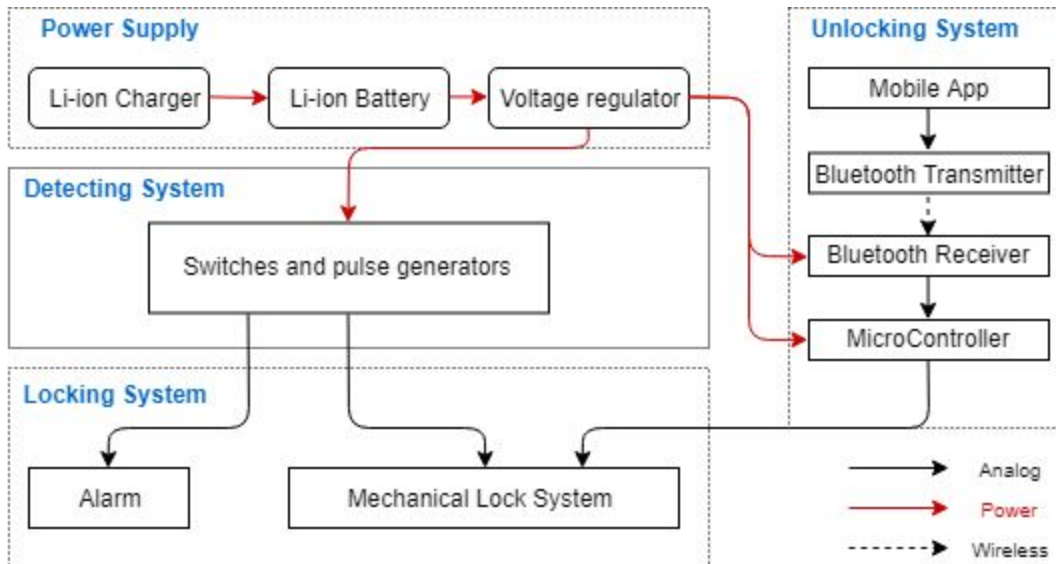 Power Supply
Li-ion Charger
Li-ion Battery
Voltage regulator
Unlocking System
Mobile App
Bluetooth Transmitter
Bluetooth Receiver
MicroController
Detecting System
Switches and pulse generators
Locking System
Alarm
Mechanical Lock System
Analog
Power
Wireless